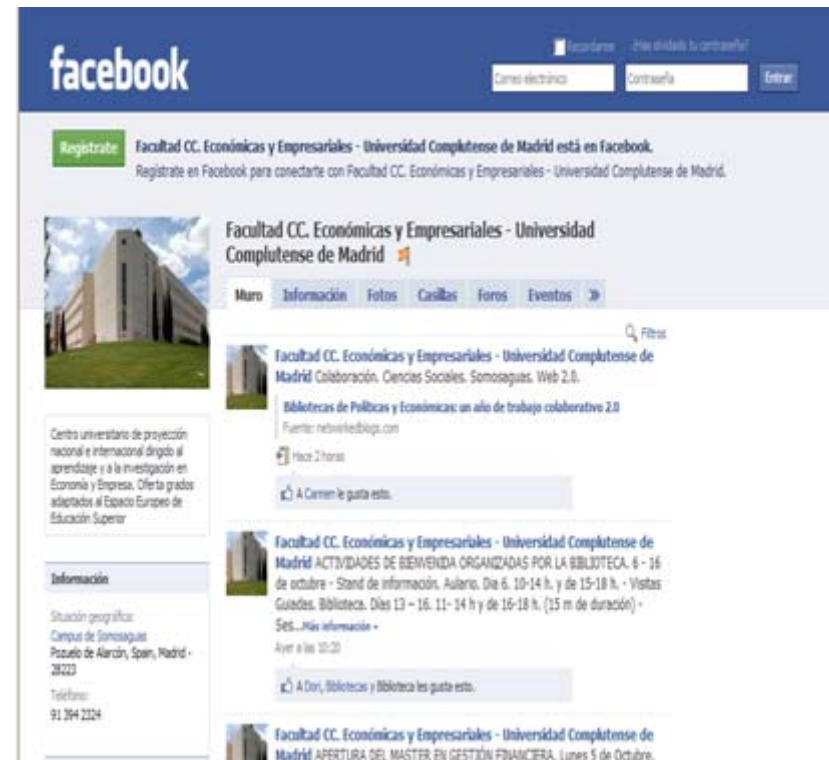 facebook
Recordarme ¿Has olvidado tu contraseña?
Correo electrónico Contraseña Entrar
Regístrate
Facultad CC. Económicas y Empresariales - Universidad Complutense de Madrid está en Facebook.
Regístrate en Facebook para conectarte con Facultad CC. Económicas y Empresariales - Universidad Complutense de Madrid.
Facultad CC. Económicas y Empresariales - Universidad
Complutense de Madrid
Muro Información Fotos Casillas Foros Eventos »
Filtros
Facultad CC. Económicas y Empresariales - Universidad Complutense de
Madrid Colaboración. Ciencias Sociales. Somosaguas. Web 2.0.
Bibliotecas de Políticas y Económicas: un año de trabajo colaborativo 2.0
Fuente: networkedblogs.com
Hace 2 horas
A Carmen le gusta esto.
Centro universitario de proyección
nacional e internacional dirigido al
aprendizaje y a la investigación en
Economía y Empresa. Oferta grados
adaptados al Espacio Europeo de
Educación Superior
Facultad CC. Económicas y Empresariales - Universidad Complutense de
Madrid ACTIVIDADES DE BIENVENIDA ORGANIZADAS POR LA BIBLIOTECA. 6 - 16
de octubre - Stand de información. Aulario. Dia 6. 10-14 h. y de 15-18 h. - Visitas
Guiadas. Biblioteca. Días 13 – 16. 11- 14 h y de 16-18 h. (15 m de duración) -
Ses...Más información
Ayer a las 10:20
A Dori, Bibliotecas y Biblioteca les gusta esto.
Información
Situación geográfica:
Campus de Somosaguas
Pozuelo de Alarcón, Spain, Madrid -
28223
Teléfono:
91 394 2324
Facultad CC. Económicas y Empresariales - Universidad Complutense de
Madrid APERTURA DEL MASTER EN GESTIÓN FINANCIERA. Lunes 5 de Octubre.